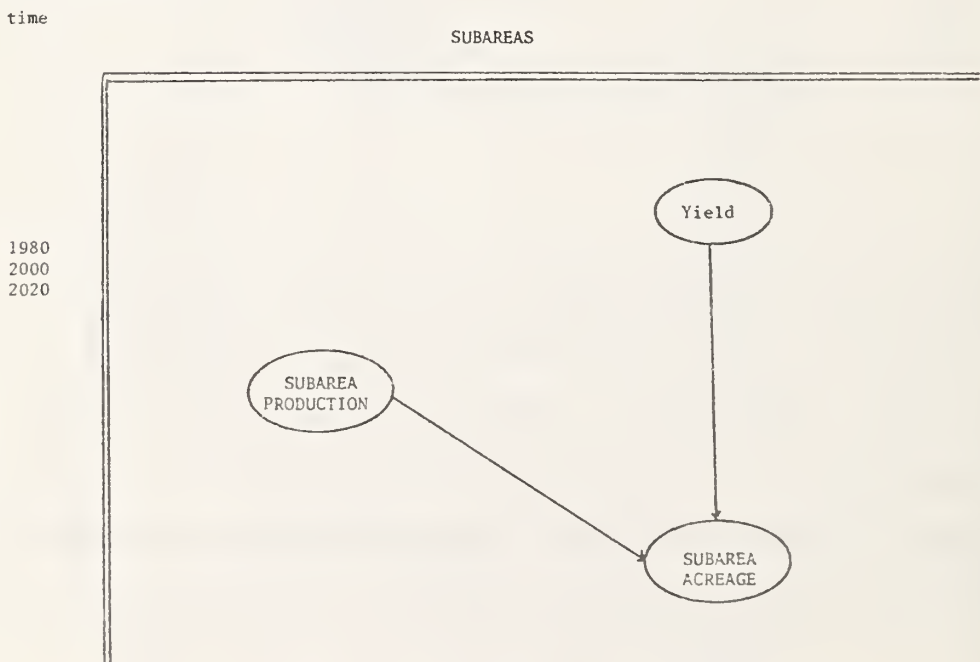 time
SUBAREAS
Yield
1980
2000
2020
SUBAREA
PRODUCTION
SUBAREA
ACREAGE